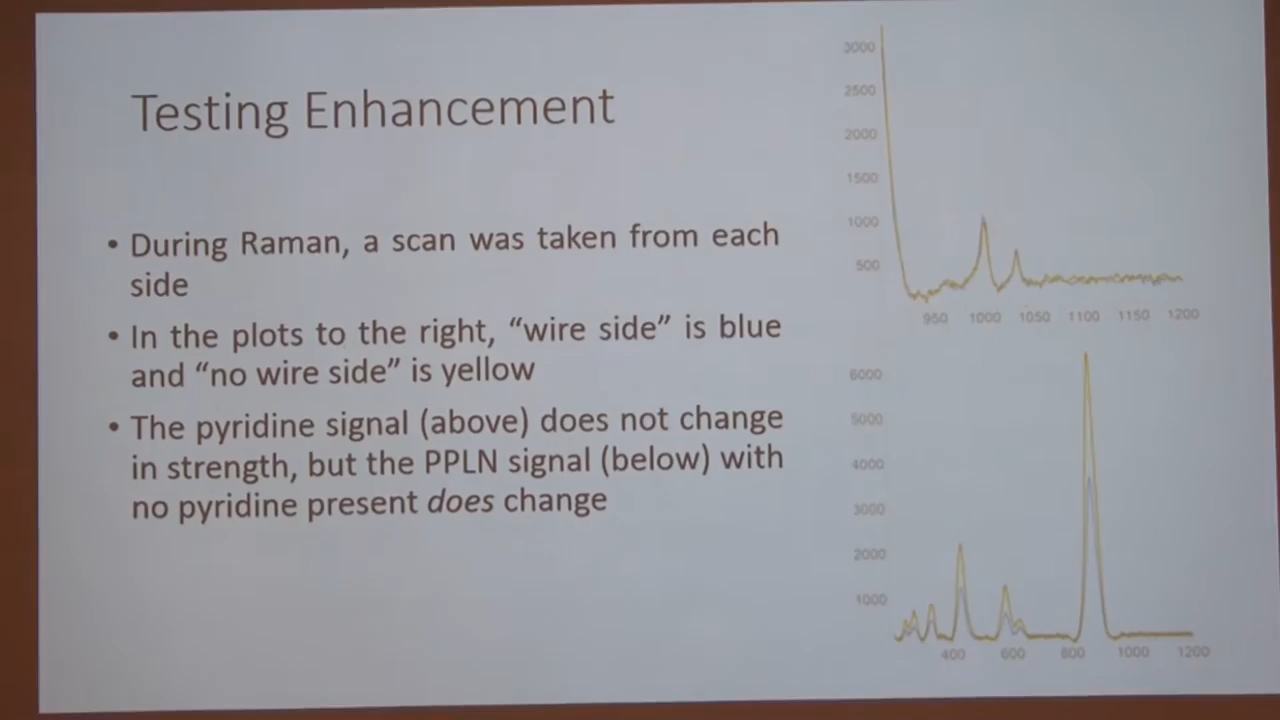 Testing Enhancement
• During Raman, a scan was taken from each
side
• In the plots to the right, “wire side” is blue
and “no wire side” is yellow
• The pyridine signal (above) does not change
in strength, but the PPLN signal (below) with
no pyridine present does change
3000
2500
2000
1500
1000
500
950 1000 1050 1100 1150 1200
6000
5000
4000
3000
2000
1000
400 600 800 1000 1200